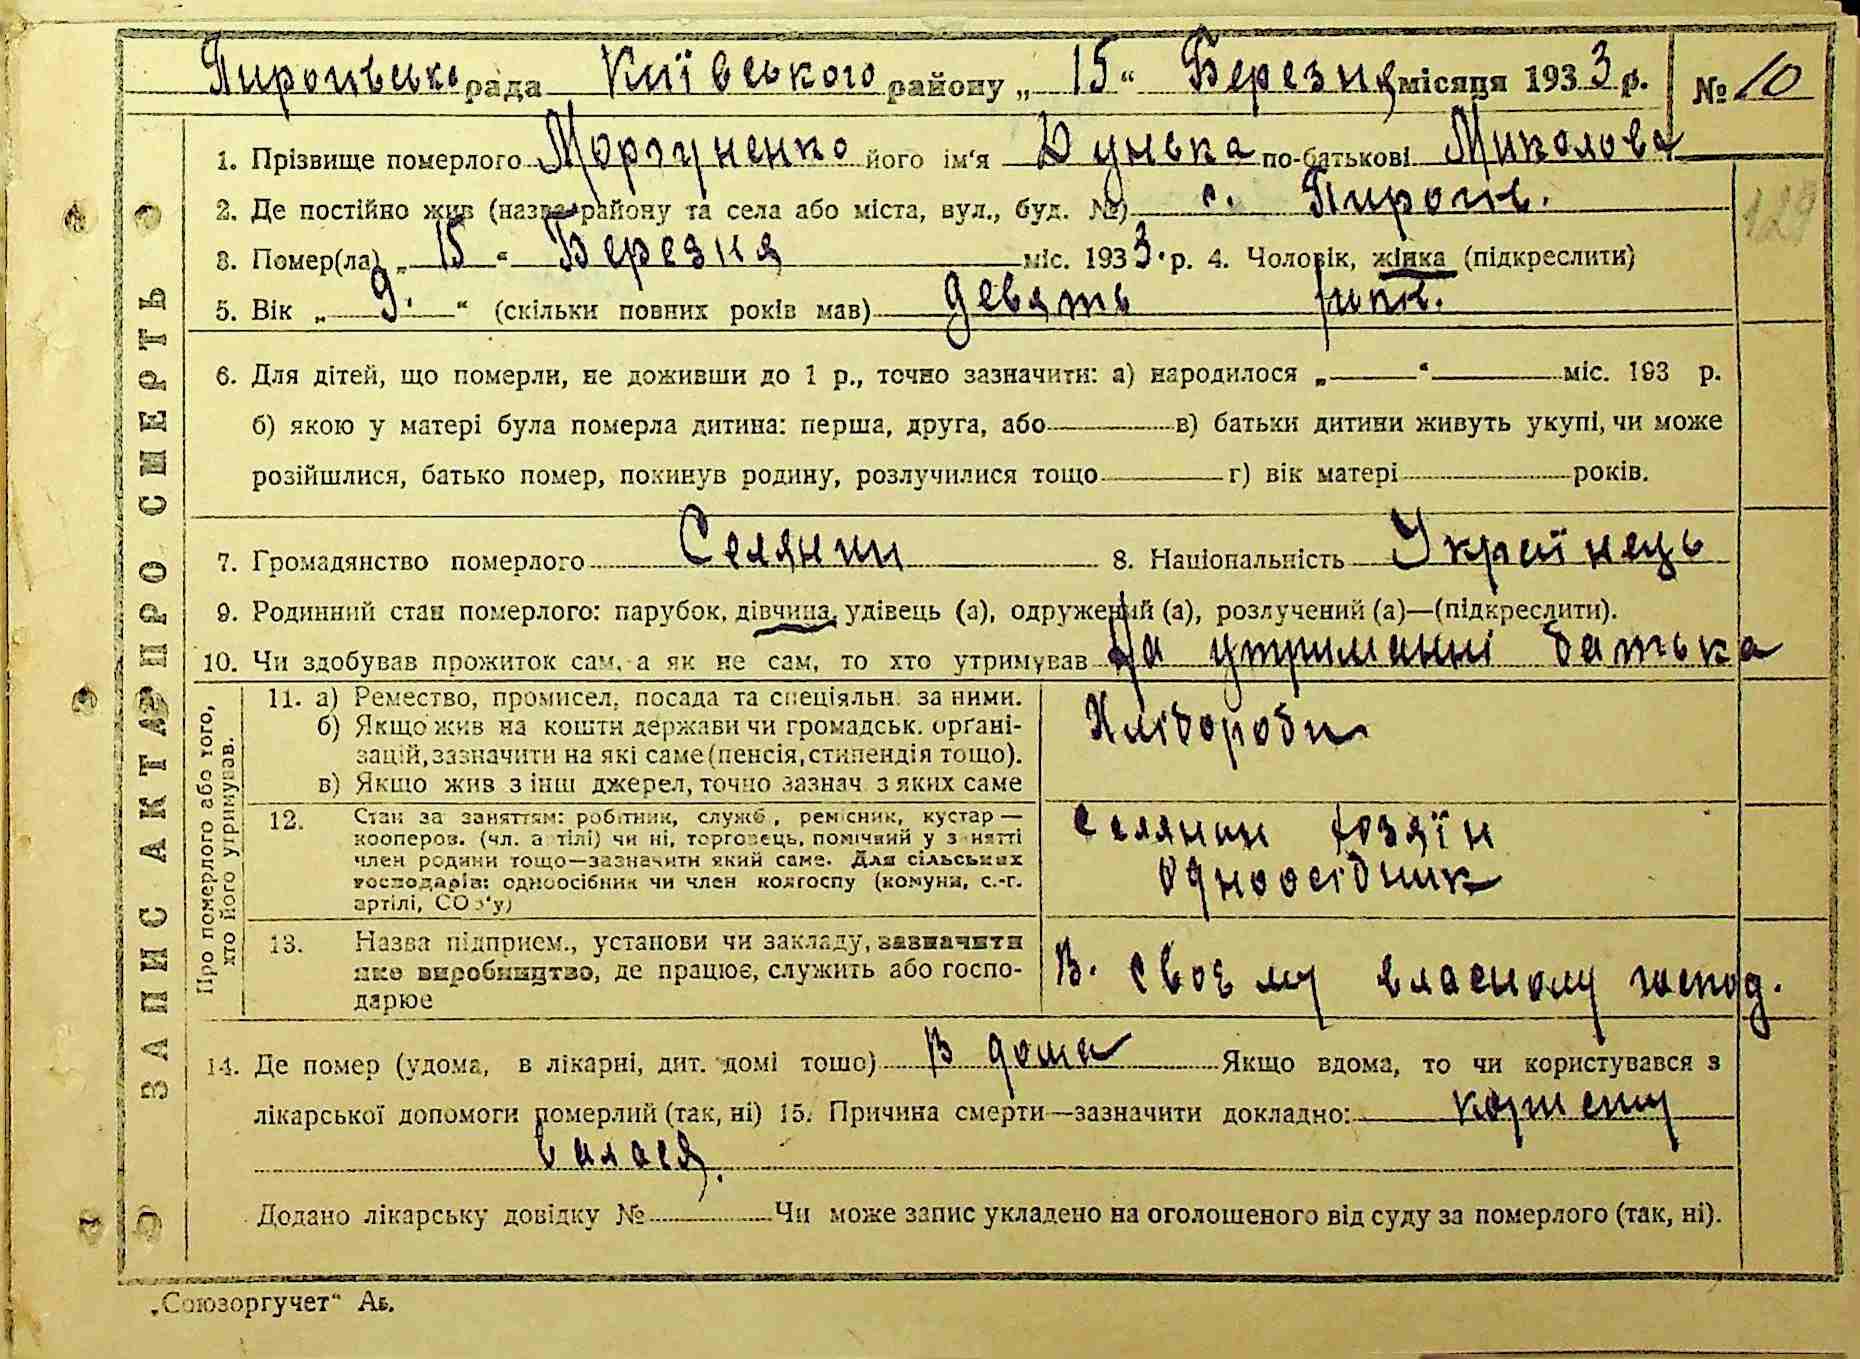 Пирогівська рада Київського району „15“ Березня місяця 1933 р. № 10
1. Прізвище померлого Моргуненко його ім'я Дунька по-батькові Миколова
129
2. Де постійно жив (назва району та села або міста, вул., буд. №) с. Пирогів.
3. Помер(ла) „15“ Березня міс. 1933 р. 4. Чоловік, жінка (підкреслити)
5. Вік „9.“ (скільки повних років мав) девять рокі.
6. Для дітей, що померли, не доживши до 1 р., точно зазначити: а) народилося „—“ — міс. 193 р.
б) якою у матері була померла дитина: перша, друга, або — в) батьки дитини живуть укупі, чи може
розійшлися, батько помер, покинув родину, розлучилися тощо — г) вік матері — років.
7. Громадянство померлого Селянин 8. Національність Українець
9. Родинний стан померлого: парубок, дівчина, удівець (а), одружений (а), розлучений (а)—(підкреслити).
10. Чи здобував прожиток сам, а як не сам, то хто утримував На утриманні батька
ЗАПИС АКТА ПРО СМЕРТЬ
Про померлого або того,
хто його утримував.
11. а) Ремество, промисел, посада та спеціяльн. за ними.
б) Якщо жив на кошти держави чи громадськ. орґані-
зацій, зазначити на які саме (пенсія, стипендія тощо).
в) Якщо жив з інш джерел, точно зазнач. з яких саме
Хлібороби
12. Стан за заняттям: робітник, служб., ремісник, кустар—
кооперов. (чл. артілі) чи ні, торговець, помічний у занятті
член родини тощо—зазначити який саме. Для сільських
господарів: одноосібник чи член колгоспу (комуни, с.-г.
артілі, СОЗ'у)
селянин хозяїн
одноосібник
13. Назва підприєм., установи чи закладу, зазначити
яке виробництво, де працює, служить або госпо-
дарює
В. своєму власному господ.
14. Де помер (удома, в лікарні, дит. домі тощо) В дома Якщо вдома, то чи користувався з
лікарської допомоги померлий (так, ні) 15. Причина смерти—зазначити докладно:
валася.
Додано лікарську довідку № — Чи може запис укладено на оголошеного від суду за померлого (так, ні).
„Союзоргучет“